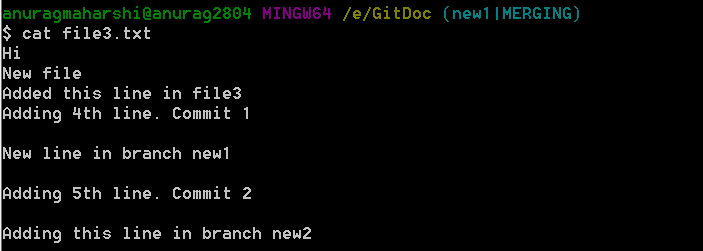 anuragmaharshi@anurag2804 MINGW64 /e/GitDoc (new1|MERGING)
$ cat file3.txt
Hi
New file
Added this line in file3
Adding 4th line. Commit 1
New line in branch new1
Adding 5th line. Commit 2
Adding this line in branch new2